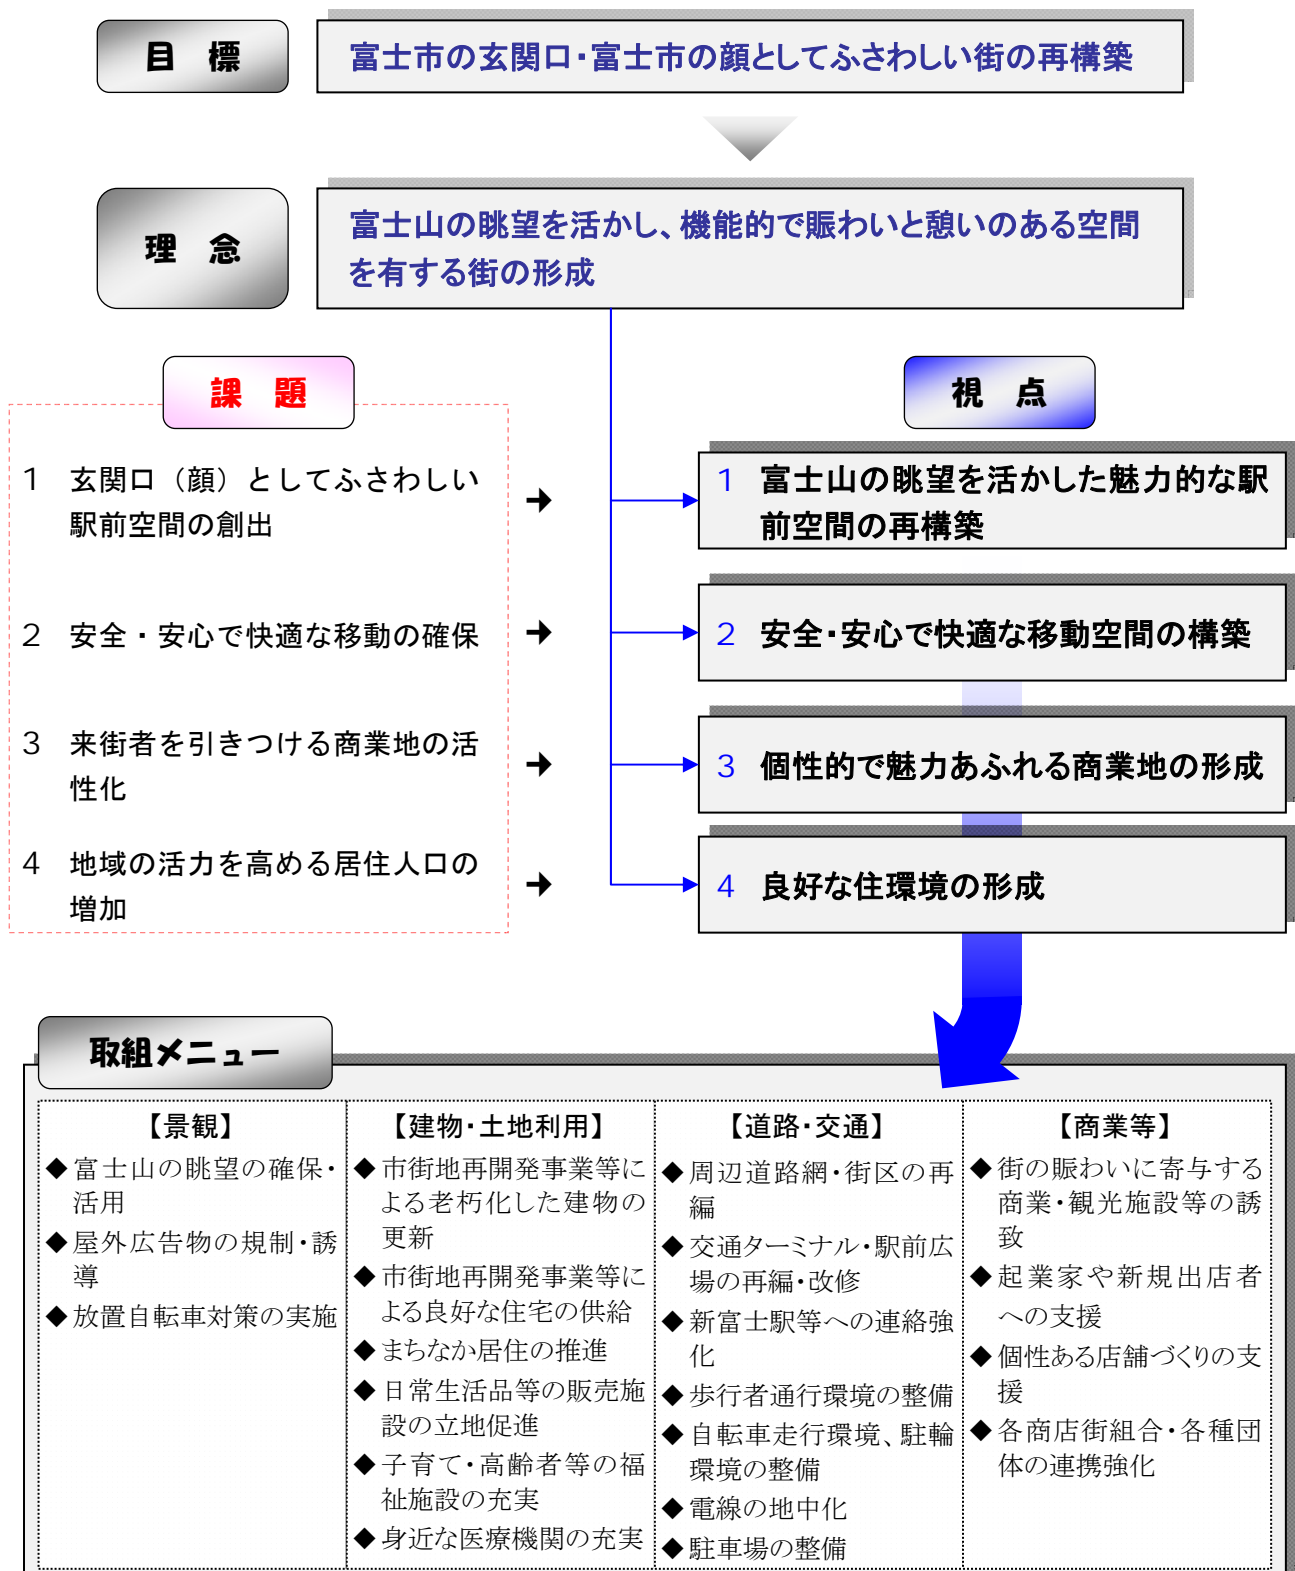 目 標
富士市の玄関口・富士市の顔としてふさわしい街の再構築
理 念
富士山の眺望を活かし、機能的で賑わいと憩いのある空間
を有する街の形成
課 題
1 玄関口（顔）としてふさわしい
駅前空間の創出
2 安全・安心で快適な移動の確保
3 来街者を引きつける商業地の活
性化
4 地域の活力を高める居住人口の
増加
視 点
1 富士山の眺望を活かした魅力的な駅
前空間の再構築
2 安全・安心で快適な移動空間の構築
3 個性的で魅力あふれる商業地の形成
4 良好な住環境の形成
取組メニュー
【景観】
◆富士山の眺望の確保・
活用
◆屋外広告物の規制・誘
導
◆放置自転車対策の実施
【建物・土地利用】
◆市街地再開発事業等に
よる老朽化した建物の
更新
◆市街地再開発事業等に
よる良好な住宅の供給
◆まちなか居住の推進
◆日常生活品等の販売施
設の立地促進
◆子育て・高齢者等の福
祉施設の充実
◆身近な医療機関の充実
【道路・交通】
◆周辺道路網・街区の再
編
◆交通ターミナル・駅前広
場の再編・改修
◆新富士駅等への連絡強
化
◆歩行者通行環境の整備
◆自転車走行環境、駐輪
環境の整備
◆電線の地中化
◆駐車場の整備
【商業等】
◆街の賑わいに寄与する
商業・観光施設等の誘
致
◆起業家や新規出店者
への支援
◆個性ある店舗づくりの支
援
◆各商店街組合・各種団
体の連携強化